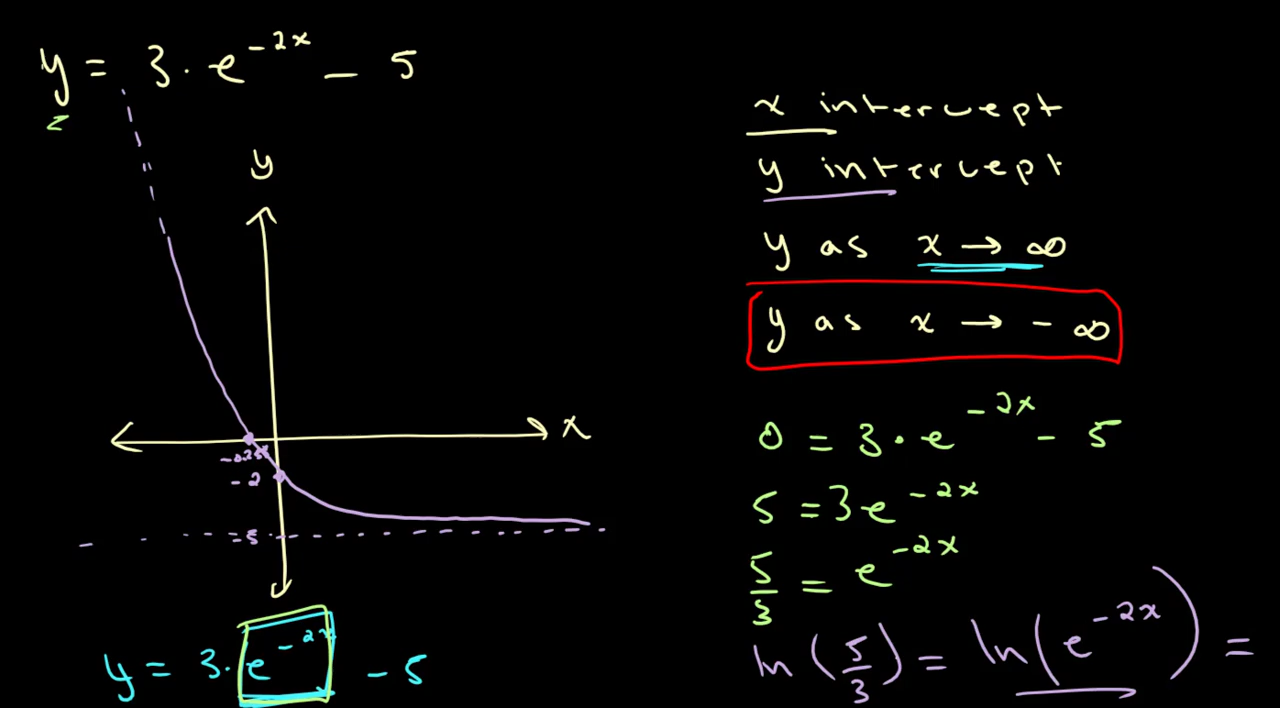 y = 3 · e^{-2x} - 5
y
x
-0.25
-2
-5
y = 3 · e^{-2x} - 5
x intercept
y intercept
y as x → ∞
y as x → - ∞
0 = 3 · e^{-2x} - 5
5 = 3e^{-2x}
5/3 = e^{-2x}
ln(5/3) = ln(e^{-2x}) =